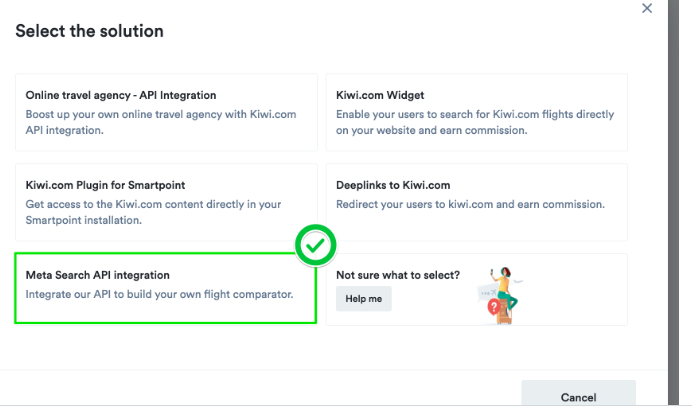 Select the solution
Online travel agency - API Integration
Boost up your own online travel agency with Kiwi.com
API integration.
Kiwi.com Widget
Enable your users to search for Kiwi.com flights directly
on your website and earn commission.
Kiwi.com Plugin for Smartpoint
Get access to the Kiwi.com content directly in your
Smartpoint installation.
Deeplinks to Kiwi.com
Redirect your users to kiwi.com and earn commission.
Meta Search API integration
Integrate our API to build your own flight comparator.
Not sure what to select?
Help me
?
Cancel